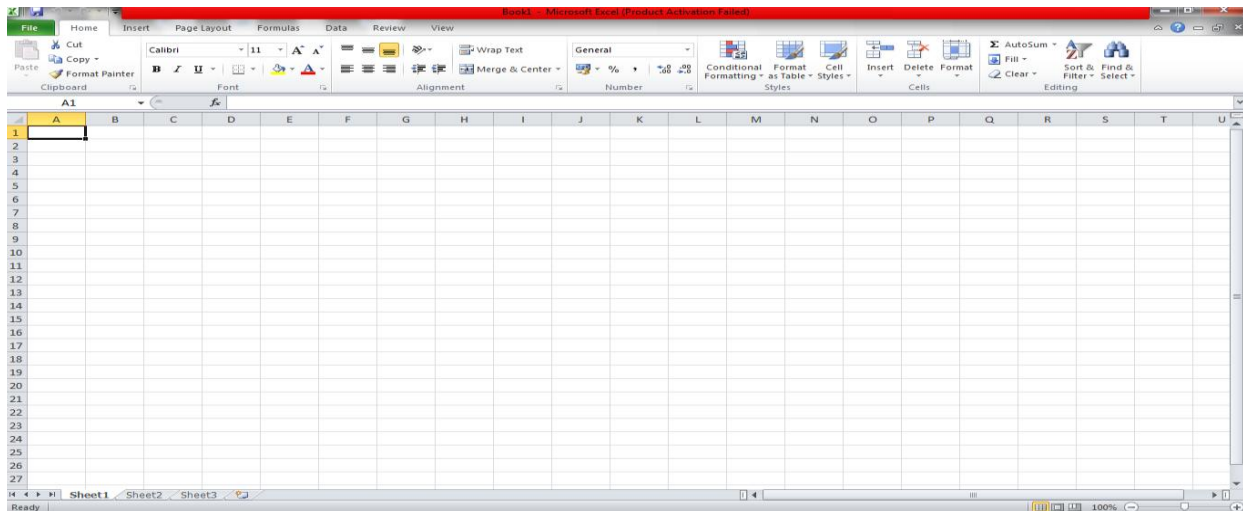 Book1 - Microsoft Excel (Product Activation Failed)
File Home Insert Page Layout Formulas Data Review View
Cut
Copy
Format Painter
Paste
Clipboard
Calibri 11 A A
B I U A
Font
Wrap Text
Merge & Center
Alignment
General
% ,
Number
Conditional Formatting
Format as Table
Cell Styles
Styles
Insert Delete Format
Cells
Σ AutoSum
Fill
Clear
Sort & Filter
Find & Select
Editing
A1 fx
A B C D E F G H I J K L M N O P Q R S T U
1
2
3
4
5
6
7
8
9
10
11
12
13
14
15
16
17
18
19
20
21
22
23
24
25
26
27
Sheet1 Sheet2 Sheet3
Ready 100%